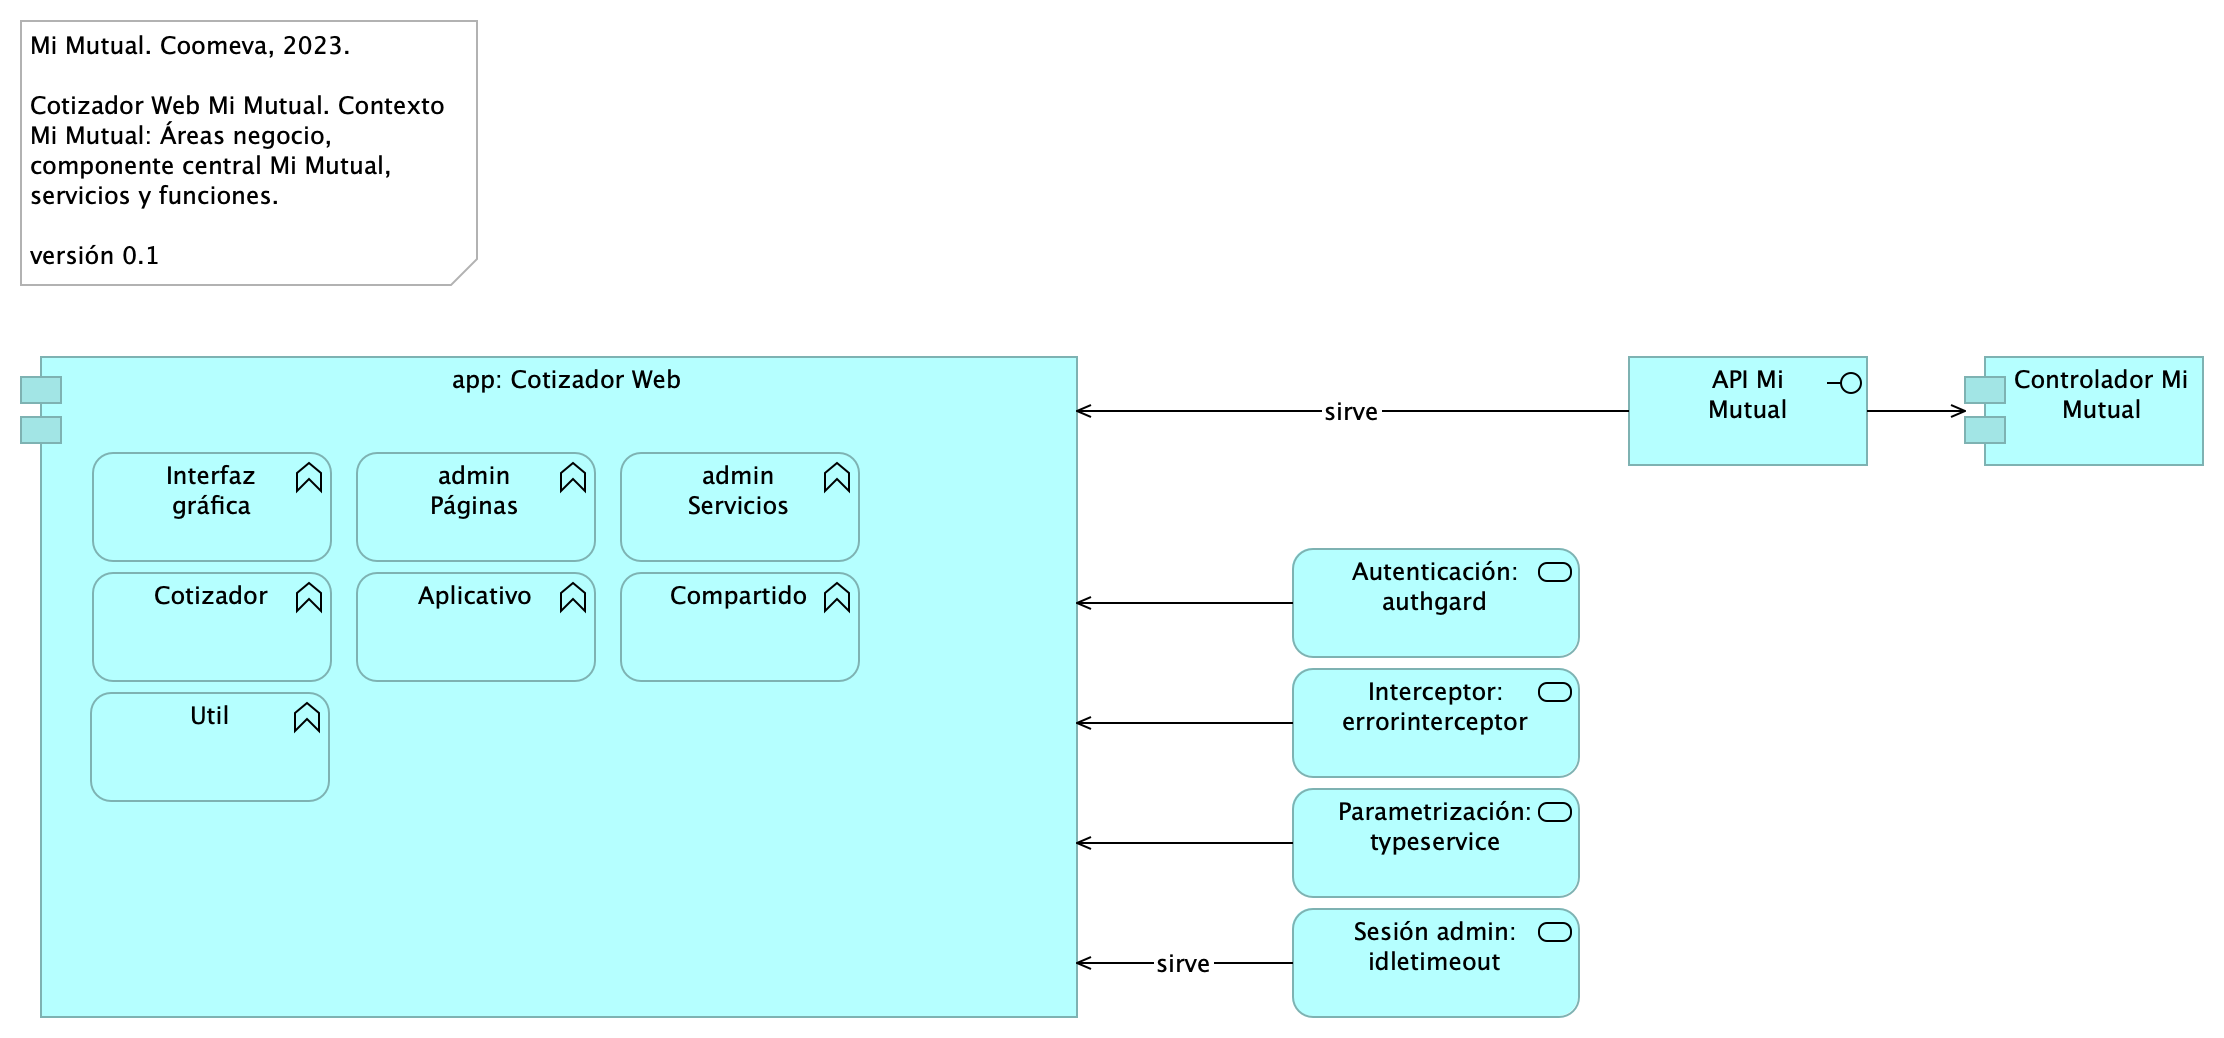 Mi Mutual. Coomeva, 2023.
Cotizador Web Mi Mutual. Contexto
Mi Mutual: Áreas negocio,
componente central Mi Mutual,
servicios y funciones.
versión 0.1
app: Cotizador Web
Interfaz
gráfica
admin
Páginas
admin
Servicios
Cotizador
Aplicativo
Compartido
Util
sirve
API Mi
Mutual
Controlador Mi
Mutual
Autenticación:
authgard
Interceptor:
errorinterceptor
Parametrización:
typeservice
sirve
Sesión admin:
idletimeout